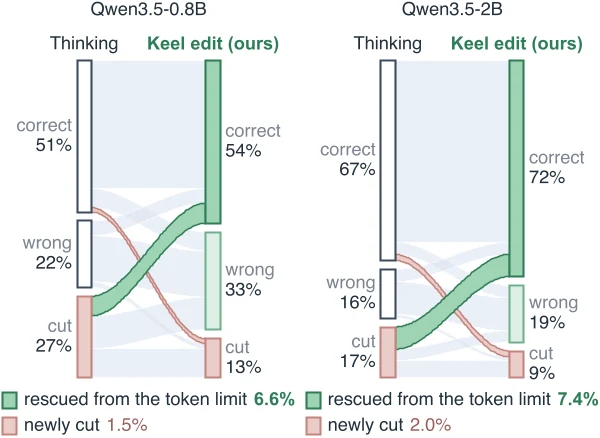 Qwen3.5-0.8B
Thinking
Keel edit (ours)
correct
51%
wrong
22%
cut
27%
correct
54%
wrong
33%
cut
13%
rescued from the token limit 6.6%
newly cut 1.5%
Qwen3.5-2B
Thinking
Keel edit (ours)
correct
67%
wrong
16%
cut
17%
correct
72%
wrong
19%
cut
9%
rescued from the token limit 7.4%
newly cut 2.0%